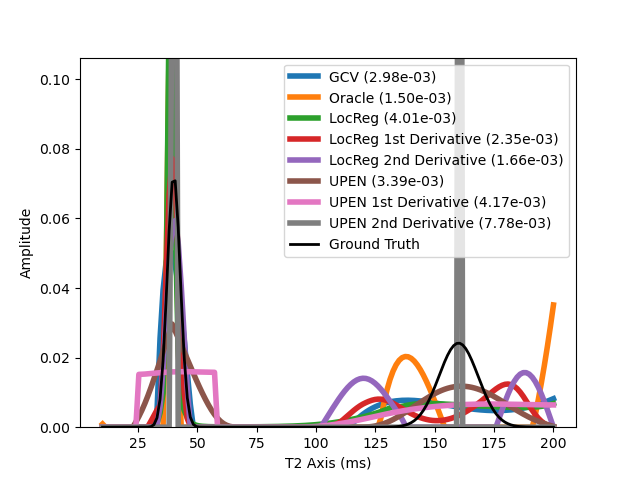 0.10
0.08
0.06
0.04
0.02
0.00
Amplitude
GCV (2.98e-03)
Oracle (1.50e-03)
LocReg (4.01e-03)
LocReg 1st Derivative (2.35e-03)
LocReg 2nd Derivative (1.66e-03)
UPEN (3.39e-03)
UPEN 1st Derivative (4.17e-03)
UPEN 2nd Derivative (7.78e-03)
Ground Truth
25 50 75 100 125 150 175 200
T2 Axis (ms)